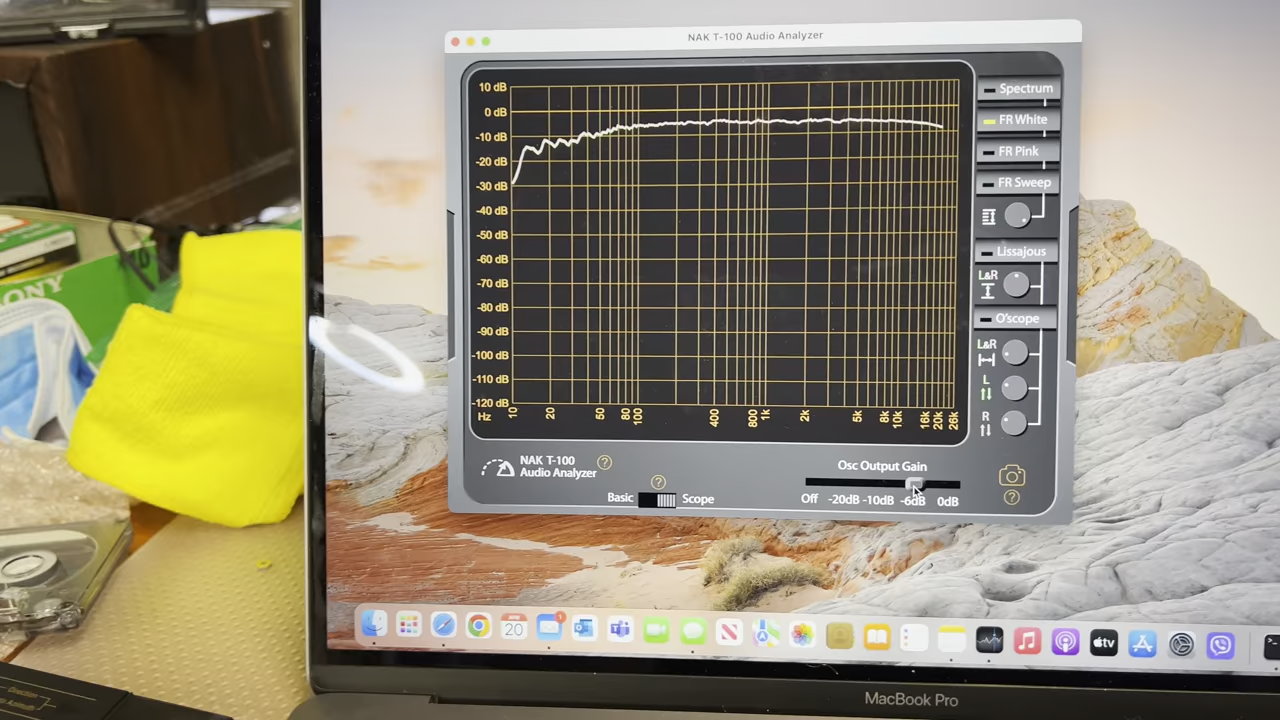 NAK T-100 Audio Analyzer
10 dB
0 dB
-10 dB
-20 dB
-30 dB
-40 dB
-50 dB
-60 dB
-70 dB
-80 dB
-90 dB
-100 dB
-110 dB
-120 dB
Hz 10 20 50 80 100 400 800 1k 2k 5k 8k 10k 16k 20k 26k
Spectrum
FR White
FR Pink
FR Sweep
Lissajous
L&R
O'scope
L&R
L
R
NAK T-100
Audio Analyzer
?
?
Basic Scope
Osc Output Gain
Off -20dB -10dB -6dB 0dB
?
SONY
APR
20
tv
MacBook Pro
Direction